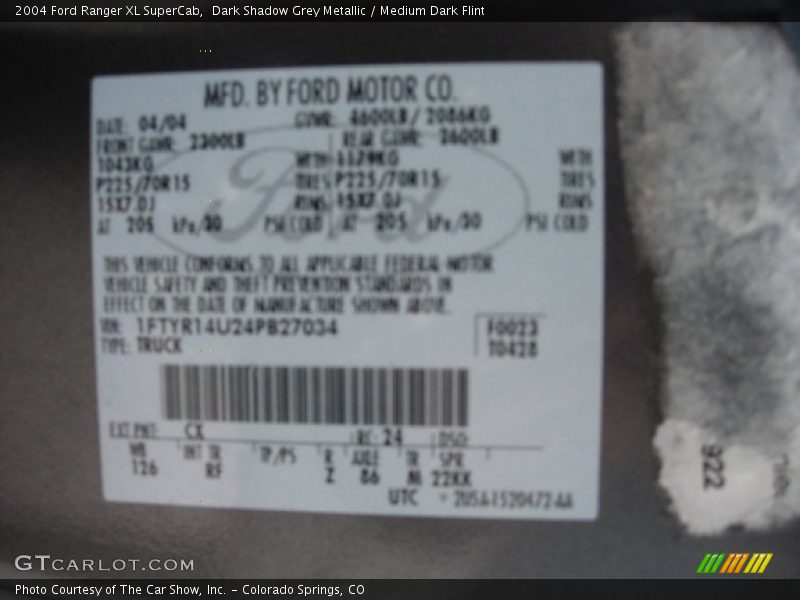 2004 Ford Ranger XL SuperCab,  Dark Shadow Grey Metallic / Medium Dark Flint
MFD. BY FORD MOTOR CO.
DATE: 04/04 GVWR: 4600LB / 2086KG
FRONT GAWR: 2300LB REAR GAWR: 2600LB
1043KG WITH 1179KG WITH
P225/70R15 TIRES P225/70R15 TIRES
15X7.0J RIMS 15X7.0J RIMS
AT 205 kPa/30 PSI COLD AT 205 kPa/30 PSI COLD
Ford
THIS VEHICLE CONFORMS TO ALL APPLICABLE FEDERAL MOTOR
VEHICLE SAFETY AND THEFT PREVENTION STANDARDS IN
EFFECT ON THE DATE OF MANUFACTURE SHOWN ABOVE.
VIN: 1FTYR14U24PB27034 F0023
TYPE: TRUCK T0428
EXT PNT: CX RC: 24 DSO:
WB INT TR TP/PS R AXLE TR SPR
126 RF Z 86 M 22KK
UTC 2U5A-1520472-AA
922
GTCARLOT.COM
Photo Courtesy of The Car Show, Inc. – Colorado Springs, CO